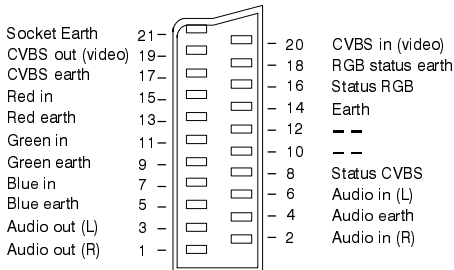 Socket Earth 21 –
CVBS out (video) 19 –
CVBS earth 17 –
Red in 15 –
Red earth 13 –
Green in 11 –
Green earth 9 –
Blue in 7 –
Blue earth 5 –
Audio out (L) 3 –
Audio out (R) 1 –
– 20 CVBS in (video)
– 18 RGB status earth
– 16 Status RGB
– 14 Earth
– 12 – –
– 10 – –
– 8 Status CVBS
– 6 Audio in (L)
– 4 Audio earth
– 2 Audio in (R)